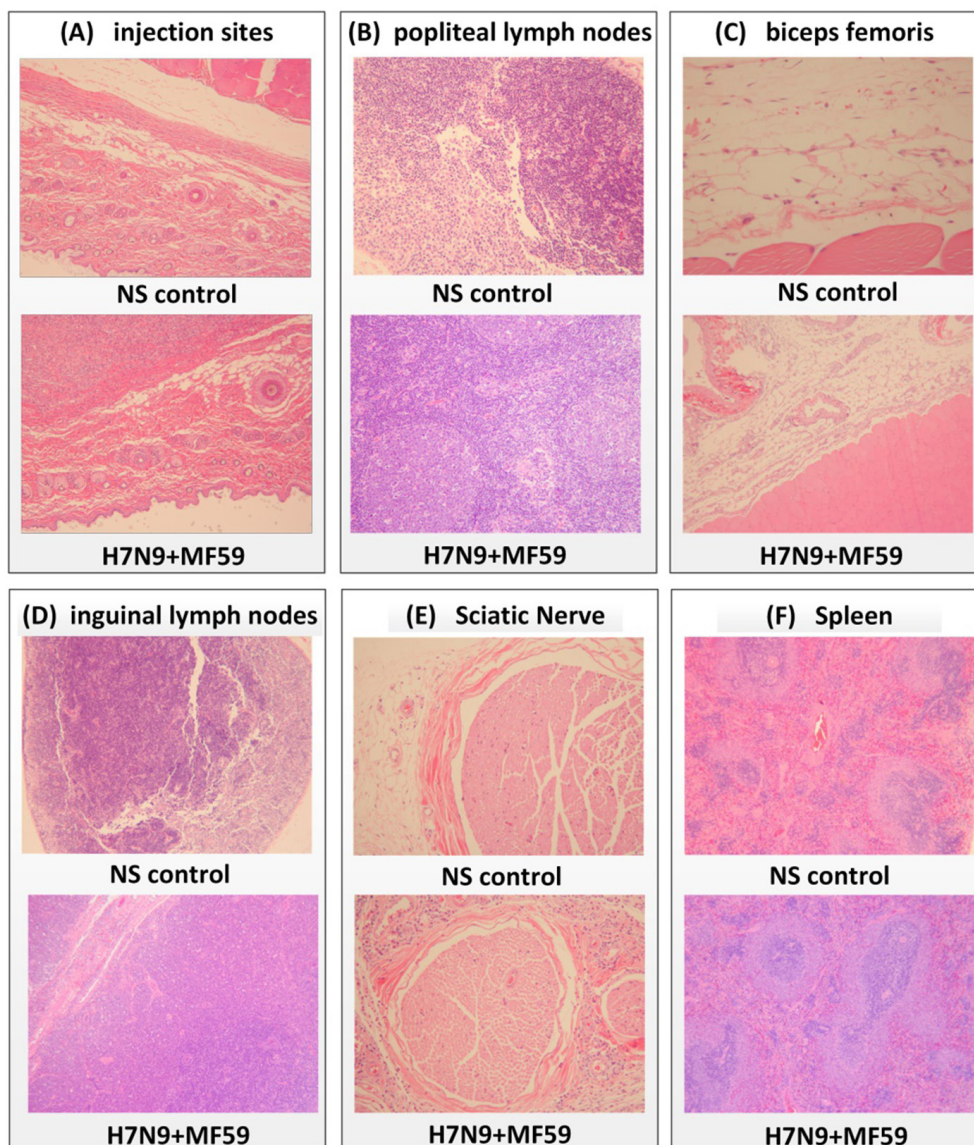 (A) injection sites
NS control
H7N9+MF59
(B) popliteal lymph nodes
NS control
H7N9+MF59
(C) biceps femoris
NS control
H7N9+MF59
(D) inguinal lymph nodes
NS control
H7N9+MF59
(E) Sciatic Nerve
NS control
H7N9+MF59
(F) Spleen
NS control
H7N9+MF59